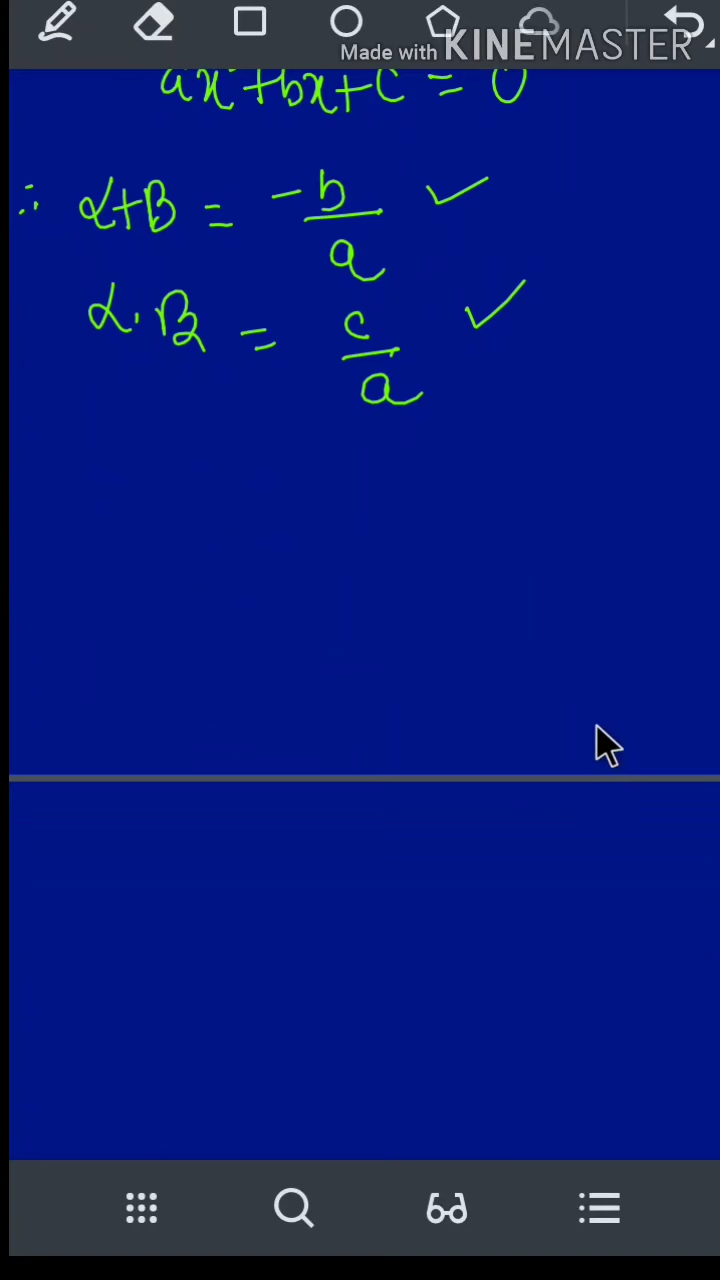 Made with KINEMASTER
ax²+bx+c = 0
∴ α+β = -b/a ✓
α.β = c/a ✓